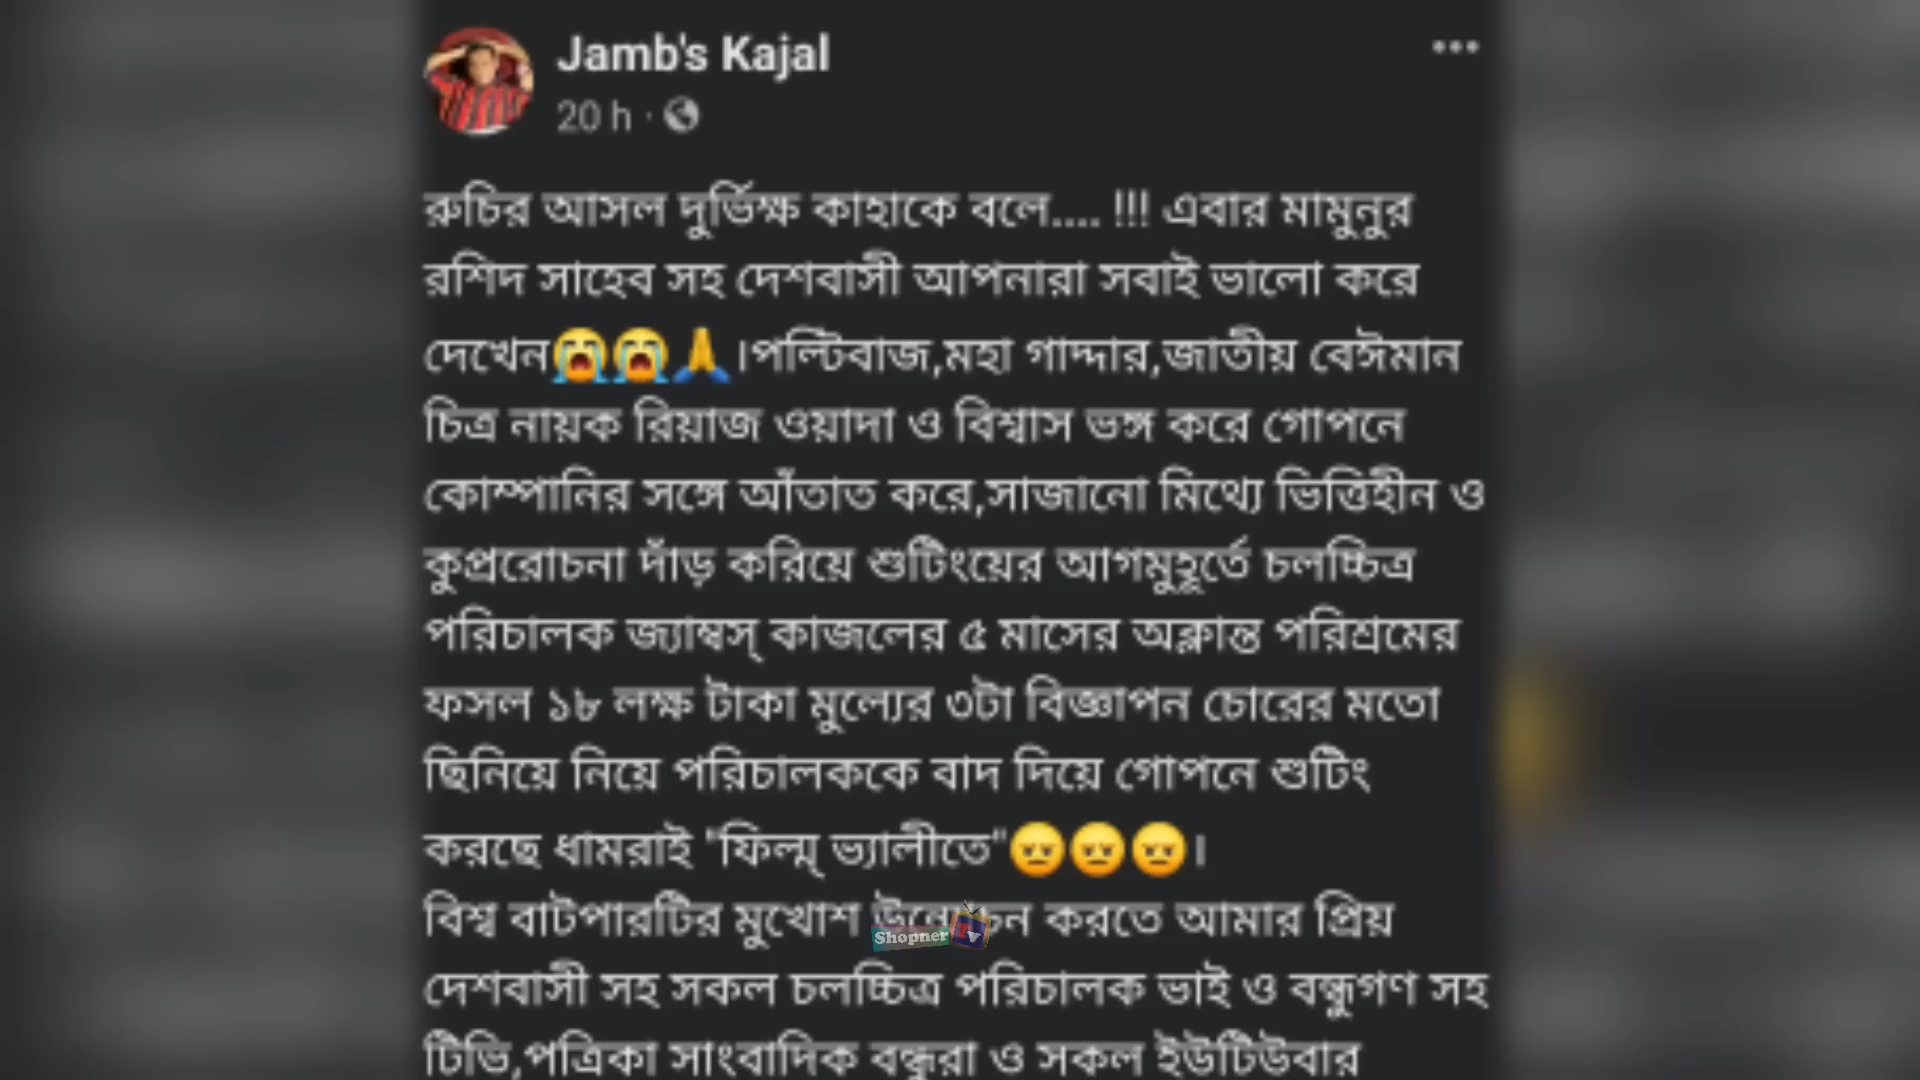 Jamb's Kajal
20 h
রুচির আসল দুর্ভিক্ষ কাহাকে বলে.... !!! এবার মামুনুর
রশিদ সাহেব সহ দেশবাসী আপনারা সবাই ভালো করে
দেখেন😭😭🙏।পল্টিবাজ,মহা গাদ্দার,জাতীয় বেঈমান
চিত্র নায়ক রিয়াজ ওয়াদা ও বিশ্বাস ভঙ্গ করে গোপনে
কোম্পানির সঙ্গে আঁতাত করে,সাজানো মিথ্যে ভিত্তিহীন ও
কুপ্ররোচনা দাঁড় করিয়ে শুটিংয়ের আগমুহূর্তে চলচ্চিত্র
পরিচালক জ্যাম্বস্ কাজলের ৫ মাসের অক্লান্ত পরিশ্রমের
ফসল ১৮ লক্ষ টাকা মুল্যের ৩টা বিজ্ঞাপন চোরের মতো
ছিনিয়ে নিয়ে পরিচালককে বাদ দিয়ে গোপনে শুটিং
করছে ধামরাই "ফিল্ম্ ভ্যালীতে"😠😠😠।
বিশ্ব বাটপারটির মুখোশ উন্মোচন করতে আমার প্রিয়
Shopner Tv
দেশবাসী সহ সকল চলচ্চিত্র পরিচালক ভাই ও বন্ধুগণ সহ
টিভি,পত্রিকা সাংবাদিক বন্ধুরা ও সকল ইউটিউবার